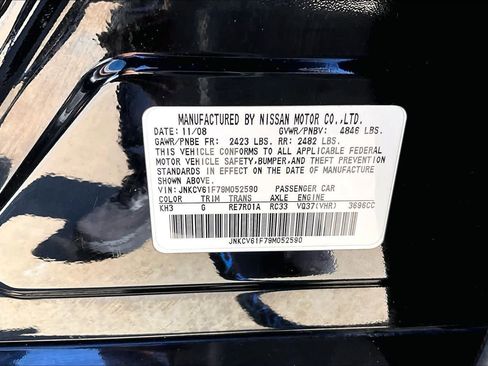 MANUFACTURED BY NISSAN MOTOR CO.,LTD.
DATE: 11/08 GVWR/PNBV: 4846 LBS.
GAWR/PNBE FR: 2423 LBS. RR: 2482 LBS.
THIS VEHICLE CONFORMS TO ALL APPLICABLE FEDERAL
MOTOR VEHICLE SAFETY,BUMPER,AND THEFT PREVENTION
STANDARDS IN EFFECT ON THE DATE OF MANUFACTURE
SHOWN ABOVE.
VIN:JNKCV61F79M052590 PASSENGER CAR
COLOR TRIM TRANS AXLE ENGINE
KH3 G RE7R01A RC33 VQ37(VHR) 3696CC
JNKCV61F79M052590